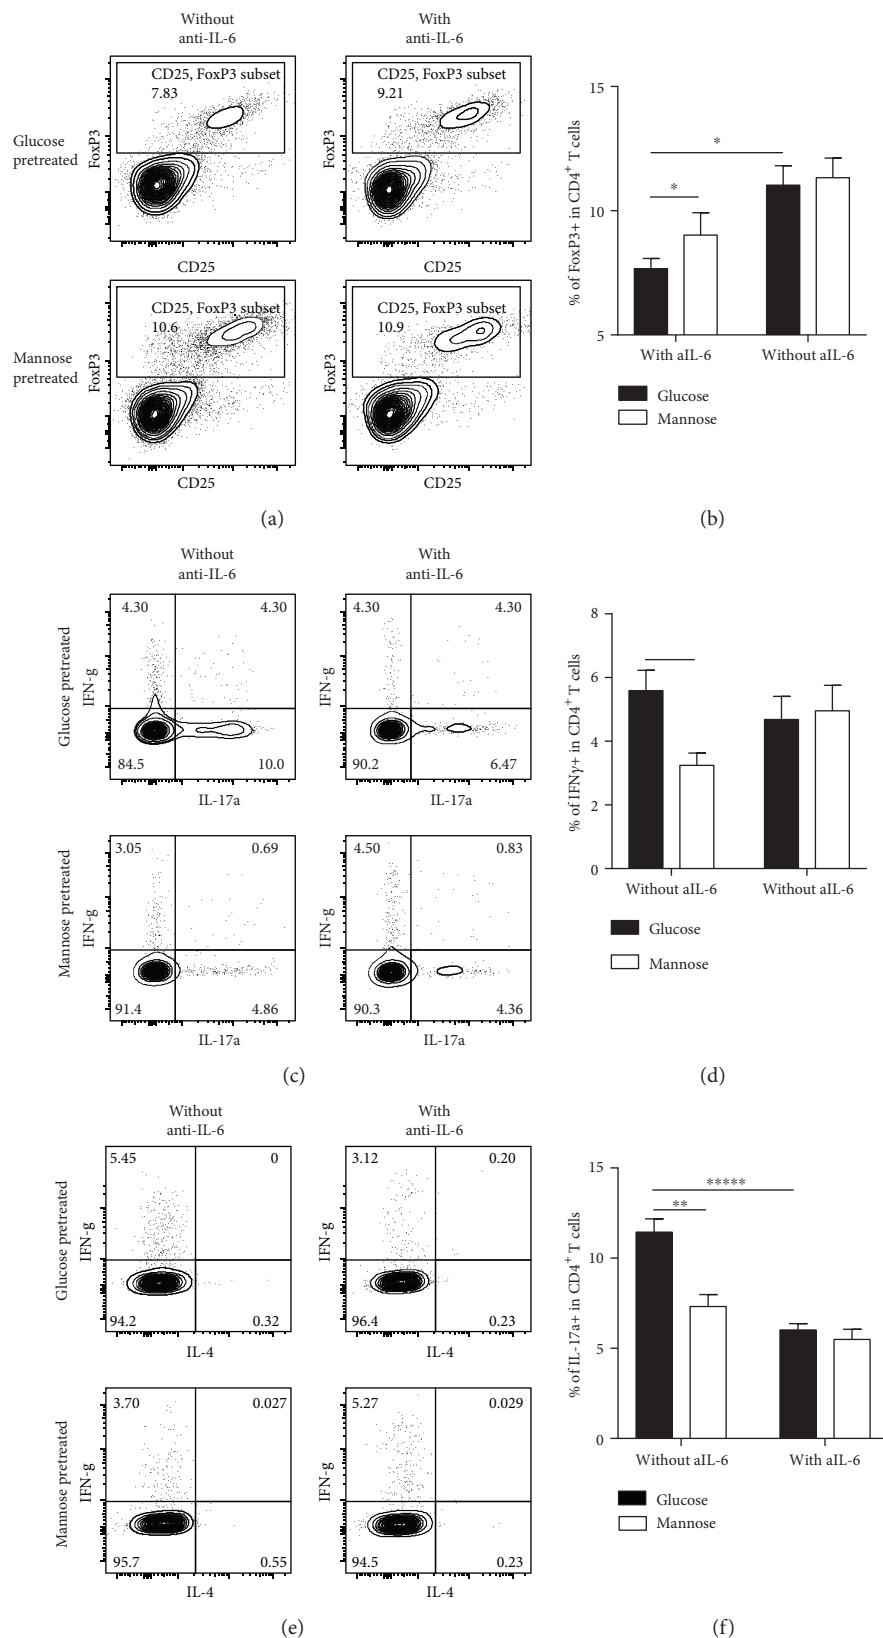 Without
anti-IL-6
With
anti-IL-6
Glucose
pretreated
FoxP3
CD25, FoxP3 subset
7.83
CD25
FoxP3
CD25, FoxP3 subset
9.21
CD25
Mannose
pretreated
FoxP3
CD25, FoxP3 subset
10.6
CD25
FoxP3
CD25, FoxP3 subset
10.9
CD25
(a)
% of FoxP3+ in CD4+ T cells
15
10
5
*
*
With aIL-6
Without aIL-6
Glucose
Mannose
(b)
Without
anti-IL-6
With
anti-IL-6
Glucose pretreated
IFN-g
4.30
4.30
84.5
10.0
IL-17a
4.30
4.30
90.2
6.47
IL-17a
Mannose pretreated
IFN-g
3.05
0.69
91.4
4.86
IL-17a
4.50
0.83
90.3
4.36
IL-17a
(c)
% of IFNγ+ in CD4+ T cells
8
6
4
2
0
Without aIL-6
Without aIL-6
Glucose
Mannose
(d)
Without
anti-IL-6
With
anti-IL-6
Glucose pretreated
IFN-g
5.45
0
94.2
0.32
IL-4
3.12
0.20
96.4
0.23
IL-4
Mannose pretreated
IFN-g
3.70
0.027
95.7
0.55
IL-4
5.27
0.029
94.5
0.23
IL-4
(e)
% of IL-17a+ in CD4+ T cells
15
10
5
0
*****
**
Without aIL-6
With aIL-6
Glucose
Mannose
(f)